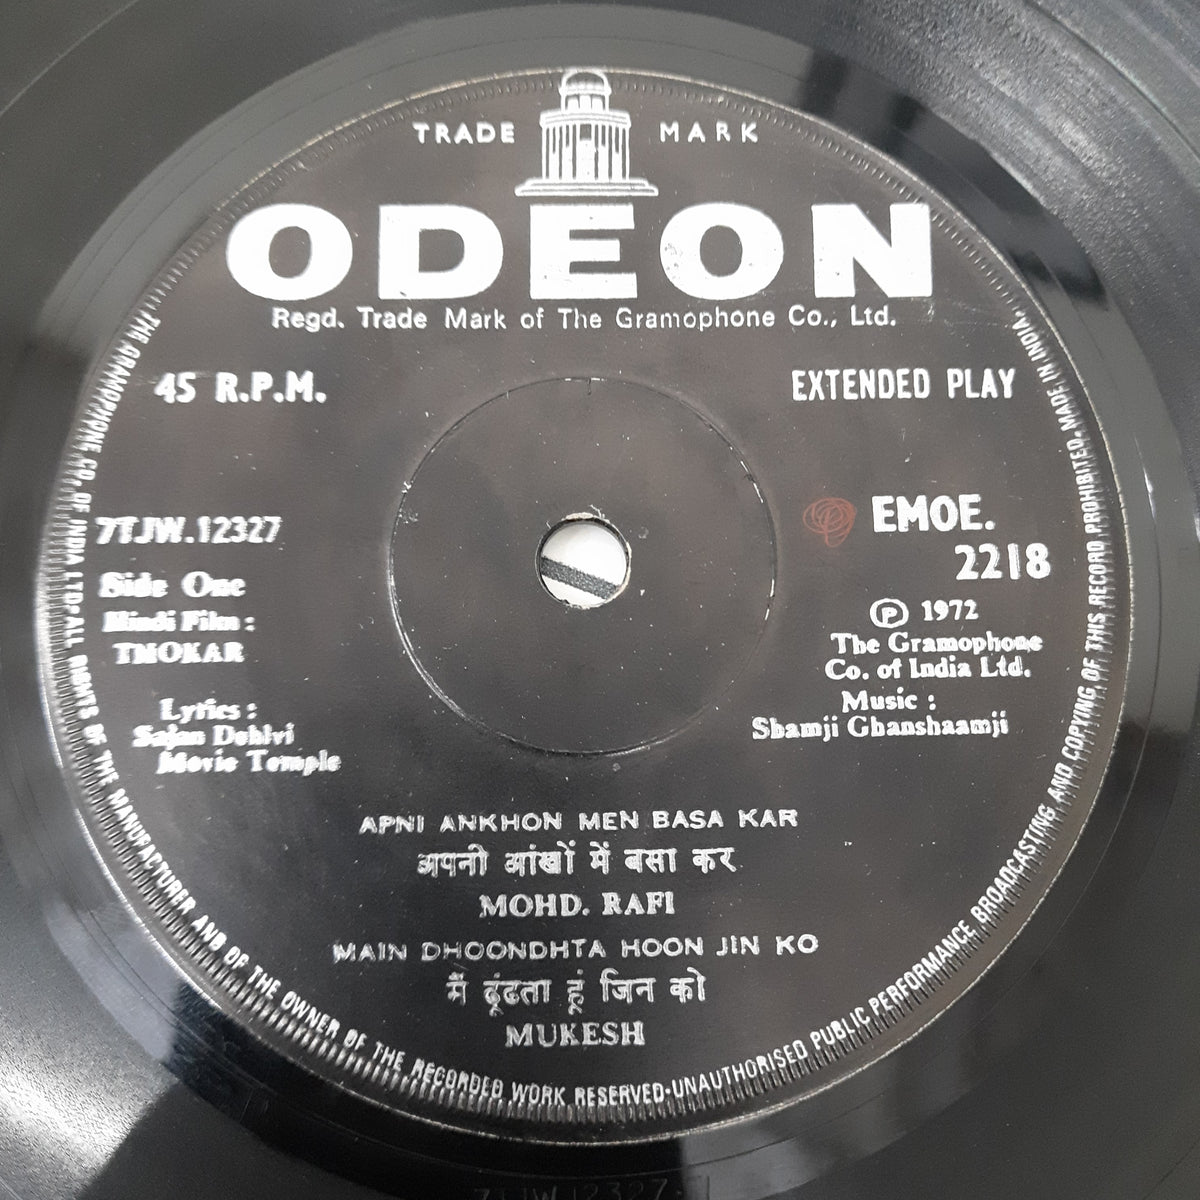 TRADE MARK
ODEON
Regd. Trade Mark of The Gramophone Co., Ltd.
45 R.P.M.
EXTENDED PLAY
7TJW.12327
Side One
Hindi Film :
THOKAR
Lyrics :
Sajan Dehlvi
Movie Temple
EMOE.
2218
Ⓟ 1972
The Gramophone
Co. of India Ltd.
Music :
Shamji Ghanshaamji
APNI ANKHON MEN BASA KAR
अपनी आंखों में बसा कर
MOHD. RAFI
MAIN DHOONDHTA HOON JIN KO
मैं ढूंढता हूं जिन को
MUKESH
THE GRAMOPHONE CO. OF INDIA LTD·ALL RIGHTS OF THE MANUFACTURER AND OF THE OWNER OF THE RECORDED WORK RESERVED·UNAUTHORISED PUBLIC PERFORMANCE BROADCASTING AND COPYING OF THIS RECORD PROHIBITED·MADE IN INDIA.
7TJW 12327.